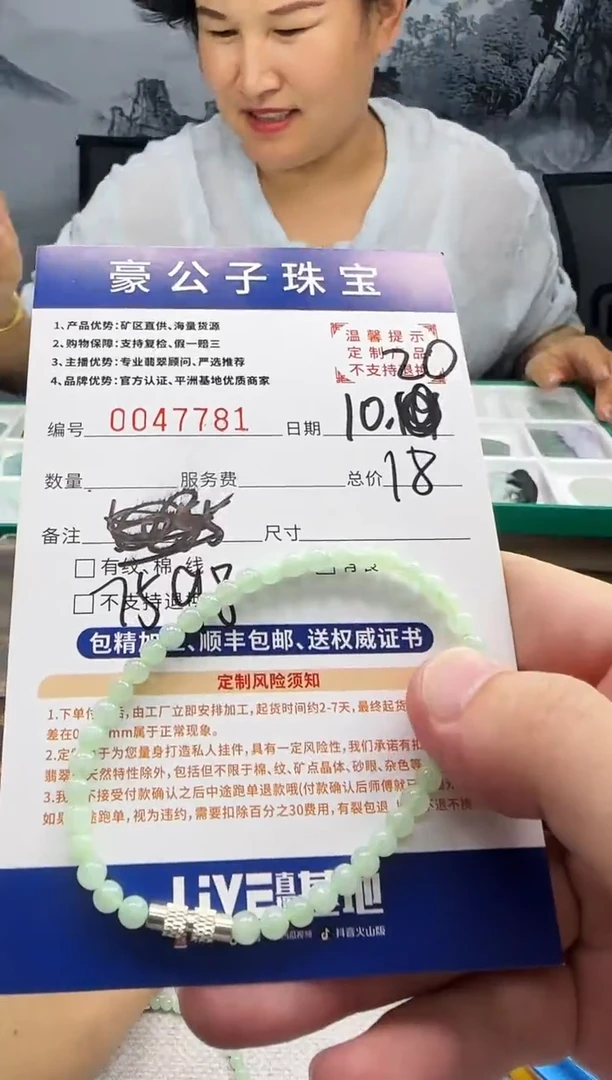 豪公子珠宝
1、产品优势:矿区直供、海量货源
2、购物保障:支持复检、假一赔三
3、主播优势:专业翡翠顾问、严选推荐
4、品牌优势:官方认证、平洲基地优质商家
温馨提示
定制产品
不支持退换
20
编号 0047781 日期 10.
数量 服务费 总价 18
备注 尺寸
有纹、棉、线
不支持退
包精加工、顺丰包邮、送权威证书
定制风险须知
1.下单付 后,由工厂立即安排加工,起货时间约2-7天,最终起货
差在0 mm属于正常现象。
2.定 于为您量身打造私人挂件,具有一定风险性,我们承诺有
翡翠 天然特性除外,包括但不限于棉、纹、矿点晶体、砂眼、杂色等
3.我 不接受付款确认之后中途跑单退款哦(付款确认后师傅就
如果 途跑单,视为违约,需要扣除百分之30费用,有裂包退 不退不换
LIVE 直播基地
抖音火山版